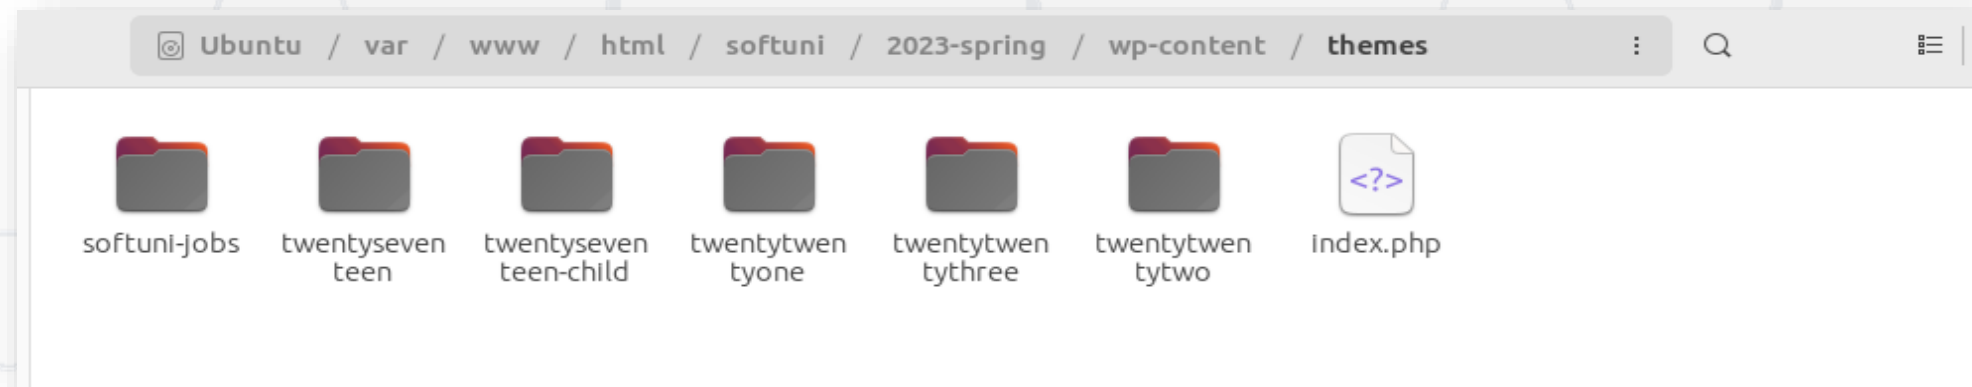 Ubuntu / var / www / html / softuni / 2023-spring / wp-content / themes
<?>
softuni-jobs
twentyseven
teen
twentyseven
teen-child
twentytwen
tyone
twentytwen
tythree
twentytwen
tytwo
index.php